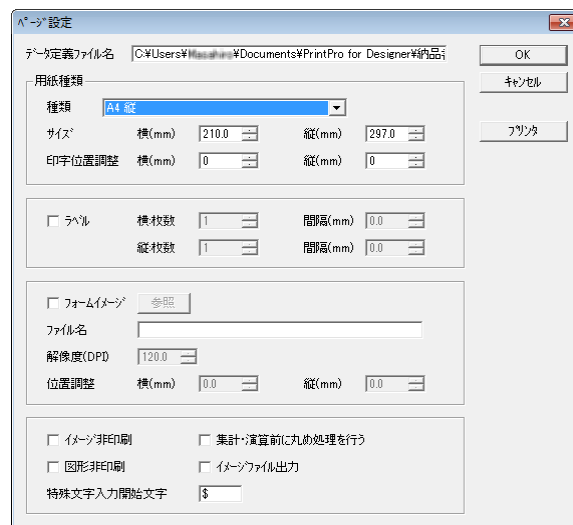 ﾍﾟｰｼﾞ設定
ﾃﾞｰﾀ定義ファイル名 C:¥Users¥ ¥Documents¥PrintPro for Designer¥納品
OK
用紙種類
キャンセル
種類 A4 縦
サイズ 横(mm) 210.0 縦(mm) 297.0
プリンタ
印字位置調整 横(mm) 0 縦(mm) 0
ラベル 横枚数 1 間隔(mm) 0.0
縦枚数 1 間隔(mm) 0.0
フォームイメージ 参照
ファイル名
解像度(DPI) 120.0
位置調整 横(mm) 0.0 縦(mm) 0.0
イメージ非印刷 集計・演算前に丸め処理を行う
図形非印刷 イメージファイル出力
特殊文字入力開始文字 $